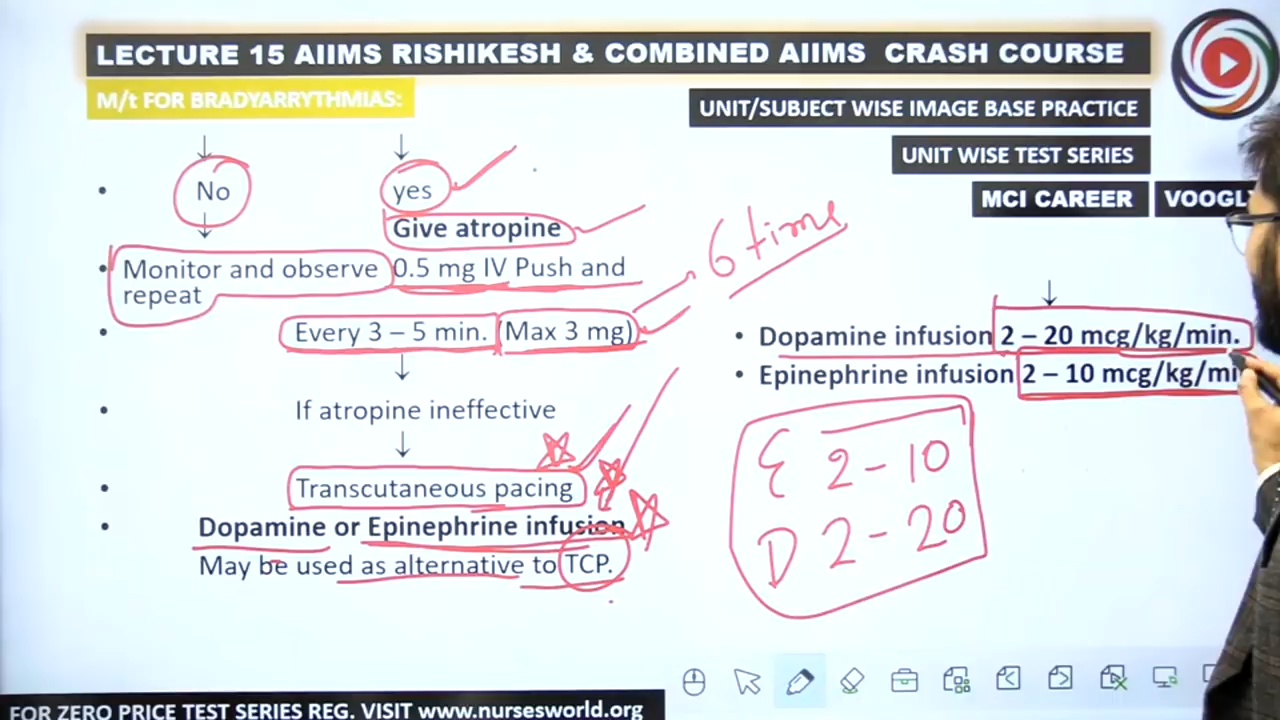 LECTURE 15 AIIMS RISHIKESH & COMBINED AIIMS CRASH COURSE
M/t FOR BRADYARRYTHMIAS:
UNIT/SUBJECT WISE IMAGE BASE PRACTICE
UNIT WISE TEST SERIES
MCI CAREER VOOGLY
No yes
Give atropine
Monitor and observe 0.5 mg IV Push and
repeat
Every 3 – 5 min. (Max 3 mg)
6 time
If atropine ineffective
Transcutaneous pacing
Dopamine or Epinephrine infusion
May be used as alternative to TCP.
Dopamine infusion 2 – 20 mcg/kg/min.
Epinephrine infusion 2 – 10 mcg/kg/mi
E 2-10
D 2-20
FOR ZERO PRICE TEST SERIES REG. VISIT www.nursesworld.org